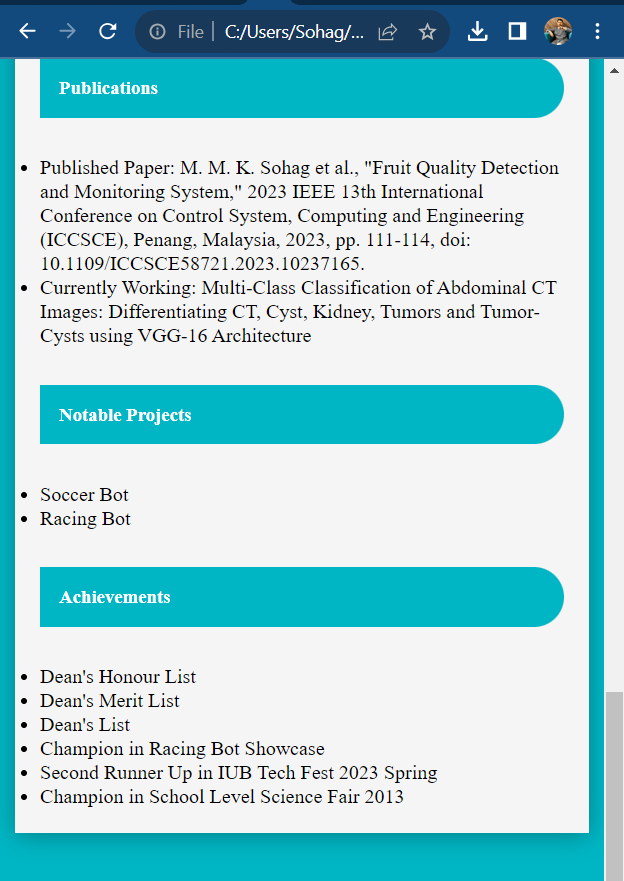 File | C:/Users/Sohag/...
Publications
Published Paper: M. M. K. Sohag et al., "Fruit Quality Detection
and Monitoring System," 2023 IEEE 13th International
Conference on Control System, Computing and Engineering
(ICCSCE), Penang, Malaysia, 2023, pp. 111-114, doi:
10.1109/ICCSCE58721.2023.10237165.
Currently Working: Multi-Class Classification of Abdominal CT
Images: Differentiating CT, Cyst, Kidney, Tumors and Tumor-
Cysts using VGG-16 Architecture
Notable Projects
Soccer Bot
Racing Bot
Achievements
Dean's Honour List
Dean's Merit List
Dean's List
Champion in Racing Bot Showcase
Second Runner Up in IUB Tech Fest 2023 Spring
Champion in School Level Science Fair 2013